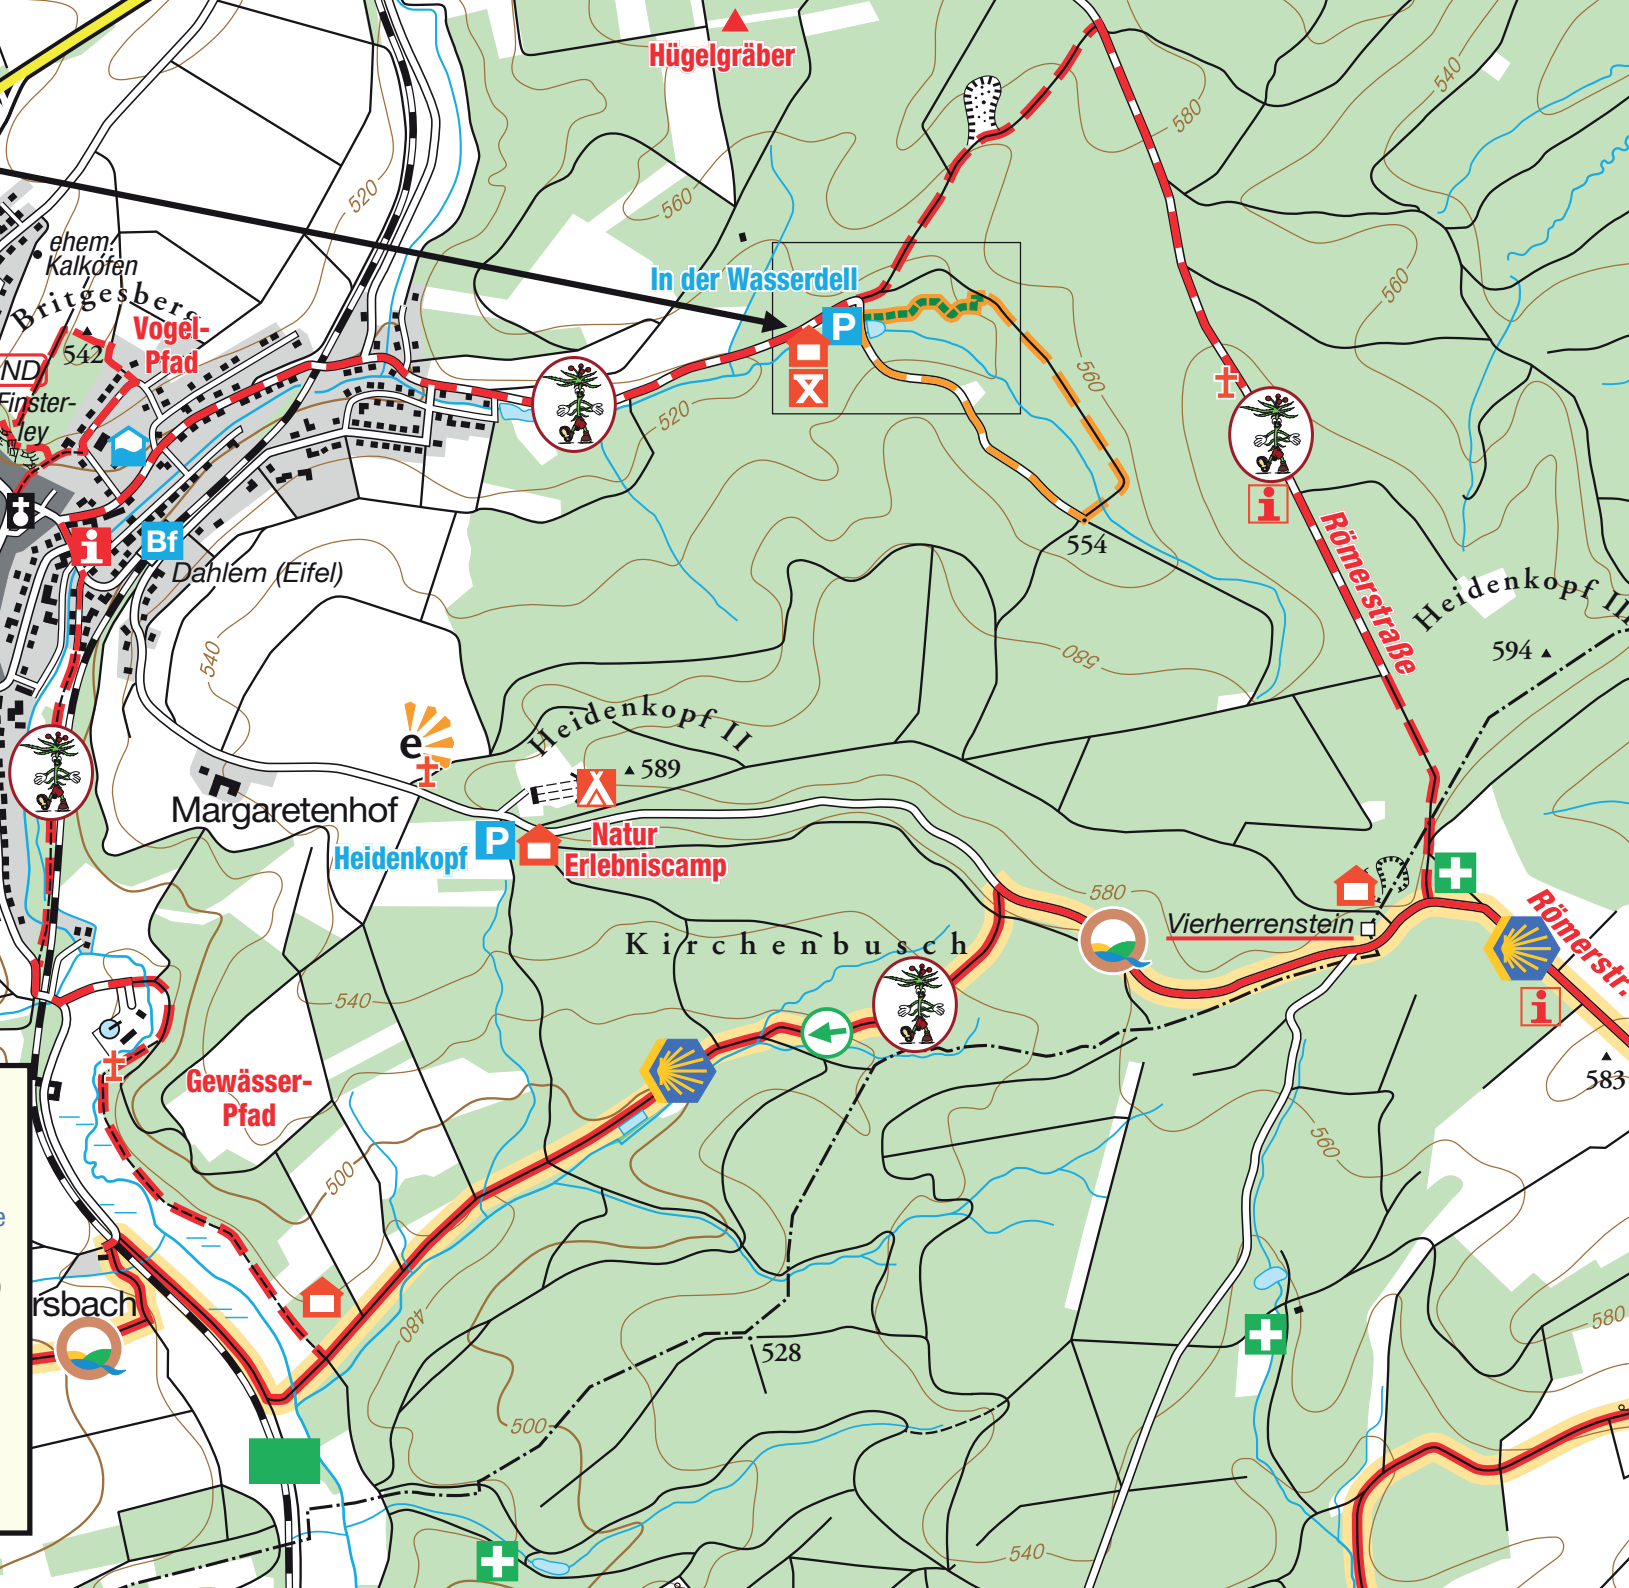 Hügelgräber
540
580
520
560
ehem.
Kalköfen
Britgesberg
In der Wasserdell
560
Vogel-
Pfad
542
P
ND
560
Finster-
ley
520
i
Bf
Dahlem (Eifel)
i
554
Römerstraße
Heidenkopf III
594
580
540
Heidenkopf II
e
589
Margaretenhof
P
Natur
Erlebniscamp
Heidenkopf
580
Vierherrenstein
Römerstr.
Kirchenbusch
540
i
583
Gewässer-
Pfad
560
500
e
rsbach
480
528
580
500
540